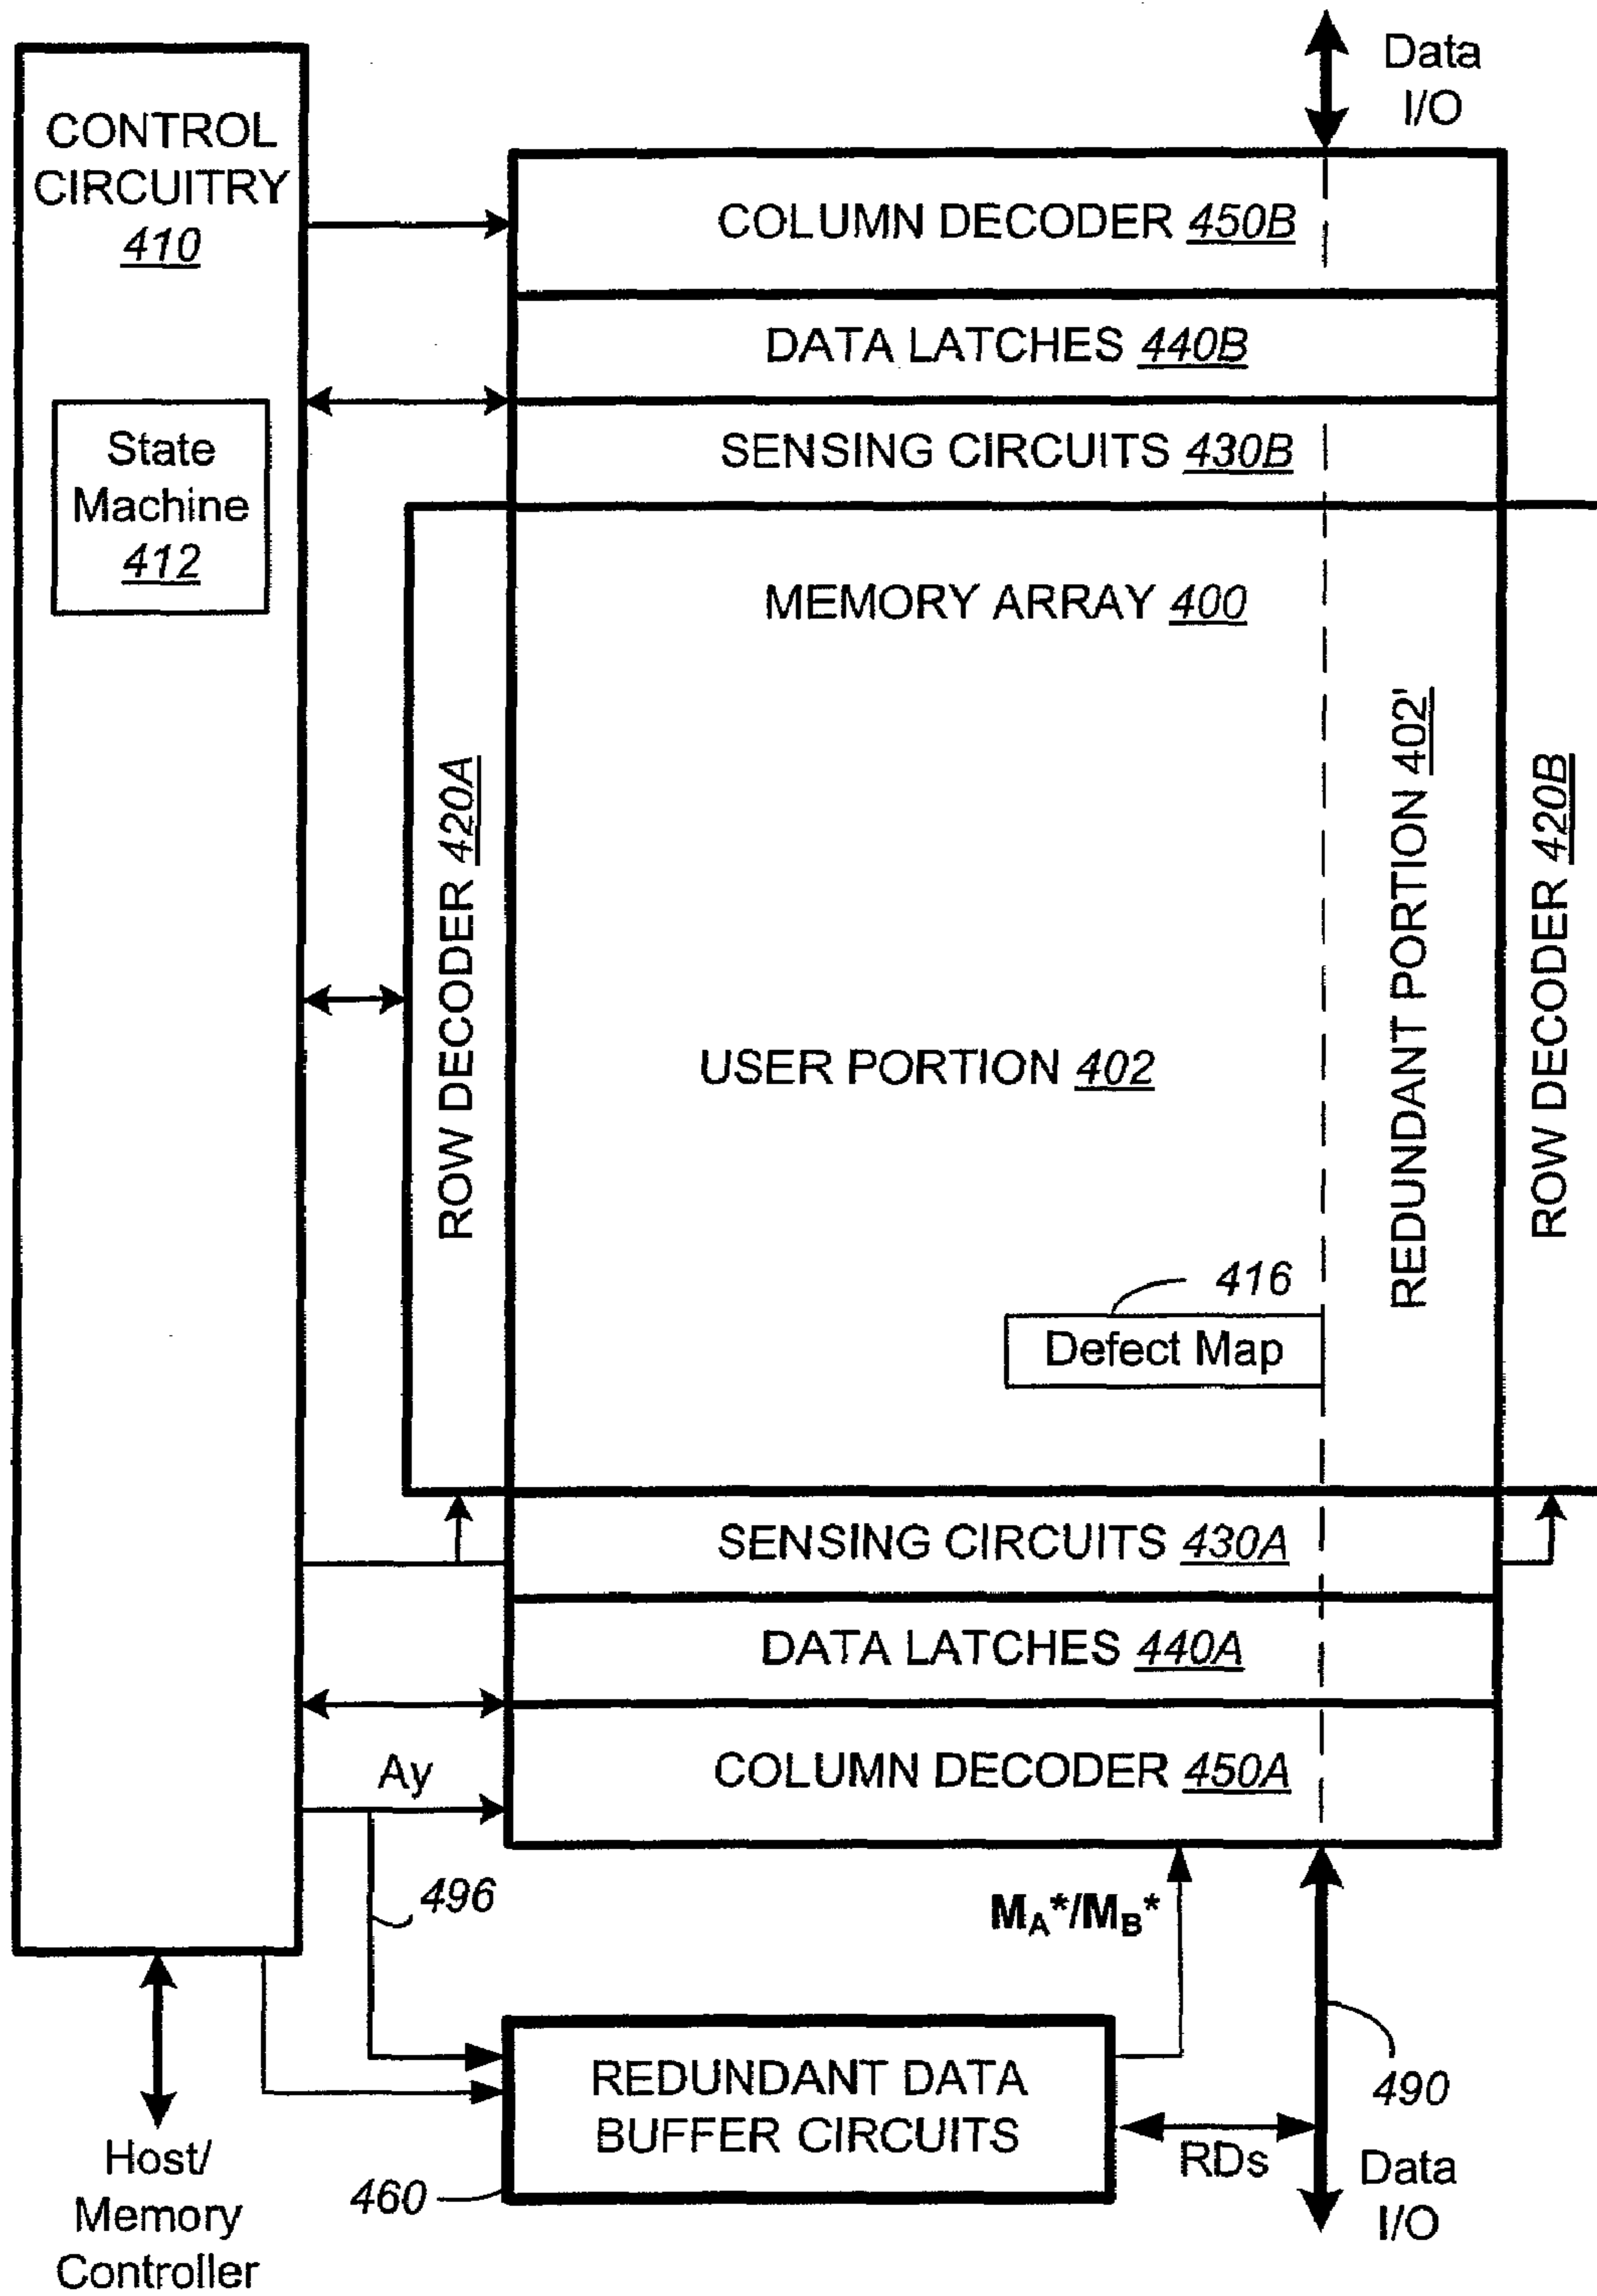 Data
I/O
CONTROL
CIRCUITRY
410
COLUMN DECODER 450B
DATA LATCHES 440B
State
Machine
412
SENSING CIRCUITS 430B
MEMORY ARRAY 400
ROW DECODER 420A
USER PORTION 402
REDUNDANT PORTION 402'
ROW DECODER 420B
416
Defect Map
SENSING CIRCUITS 430A
DATA LATCHES 440A
Ay
COLUMN DECODER 450A
496
MA*/MB*
REDUNDANT DATA
BUFFER CIRCUITS
460
490
RDs
Data
I/O
Host/
Memory
Controller